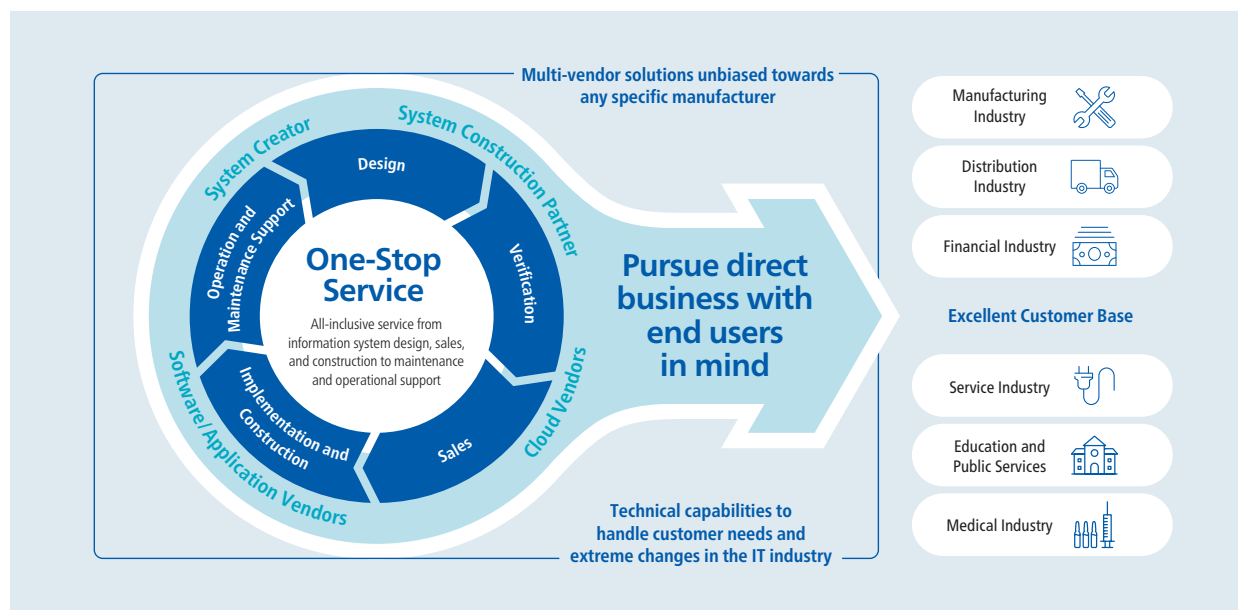 Multi-vendor solutions unbiased towards
any specific manufacturer
System Creator
System Construction Partner
Cloud Vendors
Software/Application Vendors
Design
Verification
Sales
Implementation and
Construction
Operation and
Maintenance Support
One-Stop
Service
All-inclusive service from
information system design, sales,
and construction to maintenance
and operational support
Pursue direct
business with
end users
in mind
Technical capabilities to
handle customer needs and
extreme changes in the IT industry
Manufacturing
Industry
Distribution
Industry
Financial Industry
Excellent Customer Base
Service Industry
Education and
Public Services
Medical Industry